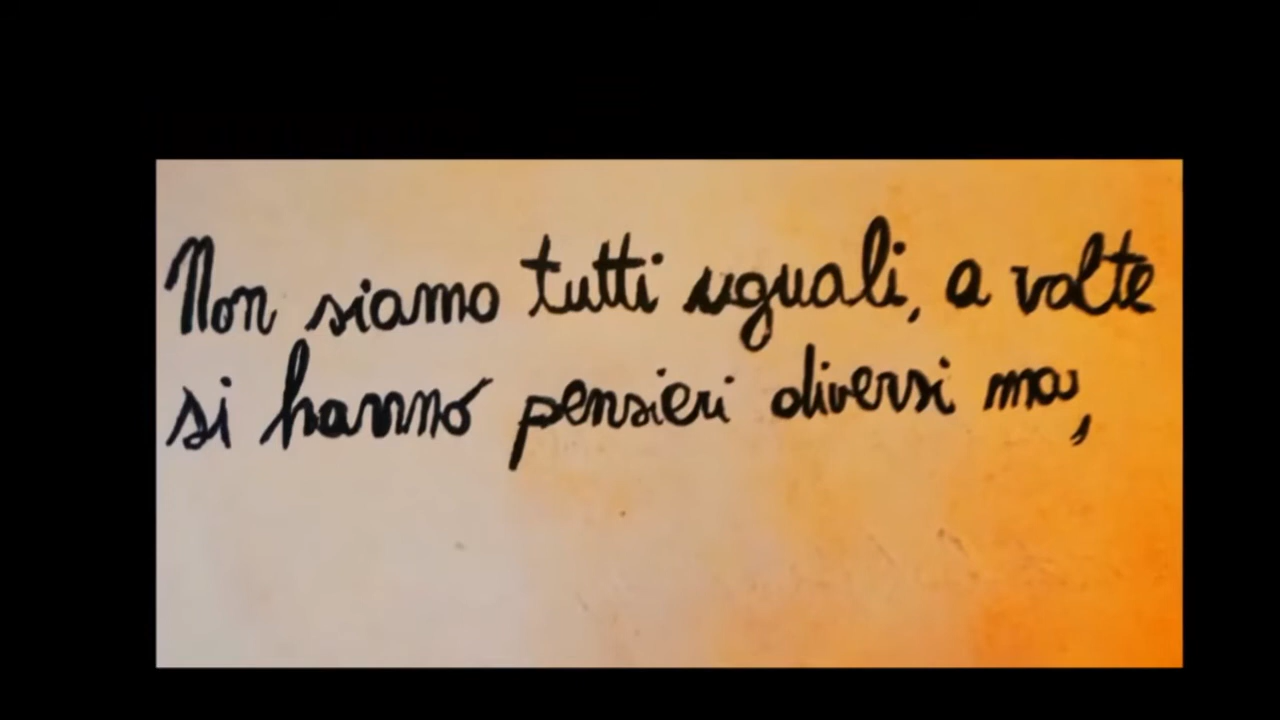 Non siamo tutti uguali, a volte
si hanno pensieri diversi ma,